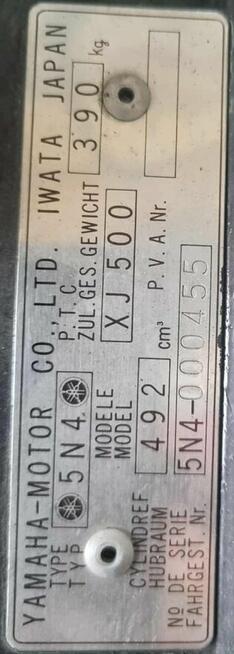 YAMAHA-MOTOR CO., LTD. IWATA JAPAN
TYPE P.T.C.
TYP 5N4 ZUL.GES.GEWICHT 390 kg
MODELE
MODEL XJ500
CYLINDREF
HUBRAUM 492 cm³ P.V.A.Nr.
Nº DE SERIE
FAHRGEST. Nr. 5N4-000455